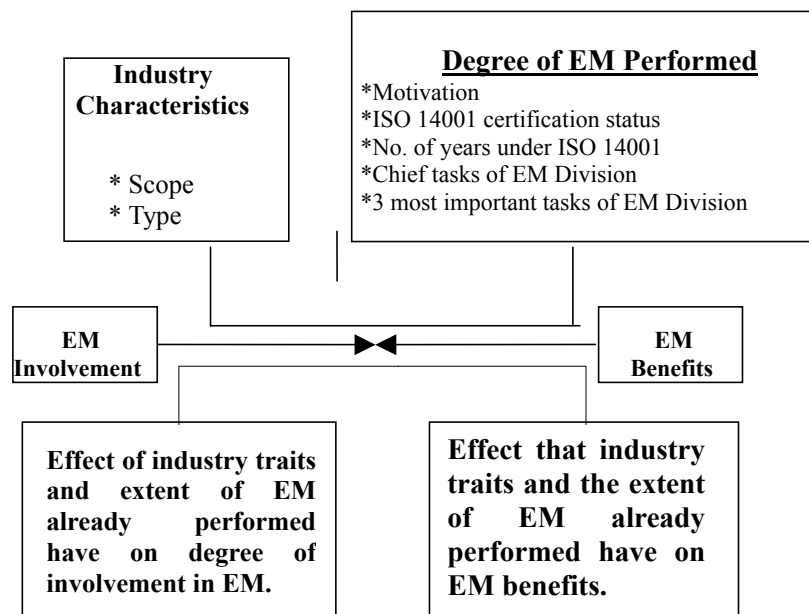 Industry
Characteristics
* Scope
* Type
Degree of EM Performed
*Motivation
*ISO 14001 certification status
*No. of years under ISO 14001
*Chief tasks of EM Division
*3 most important tasks of EM Division
EM
Involvement
EM
Benefits
Effect of industry traits
and extent of EM
already performed
have on degree of
involvement in EM.
Effect that industry
traits and the extent
of EM already
performed have on
EM benefits.